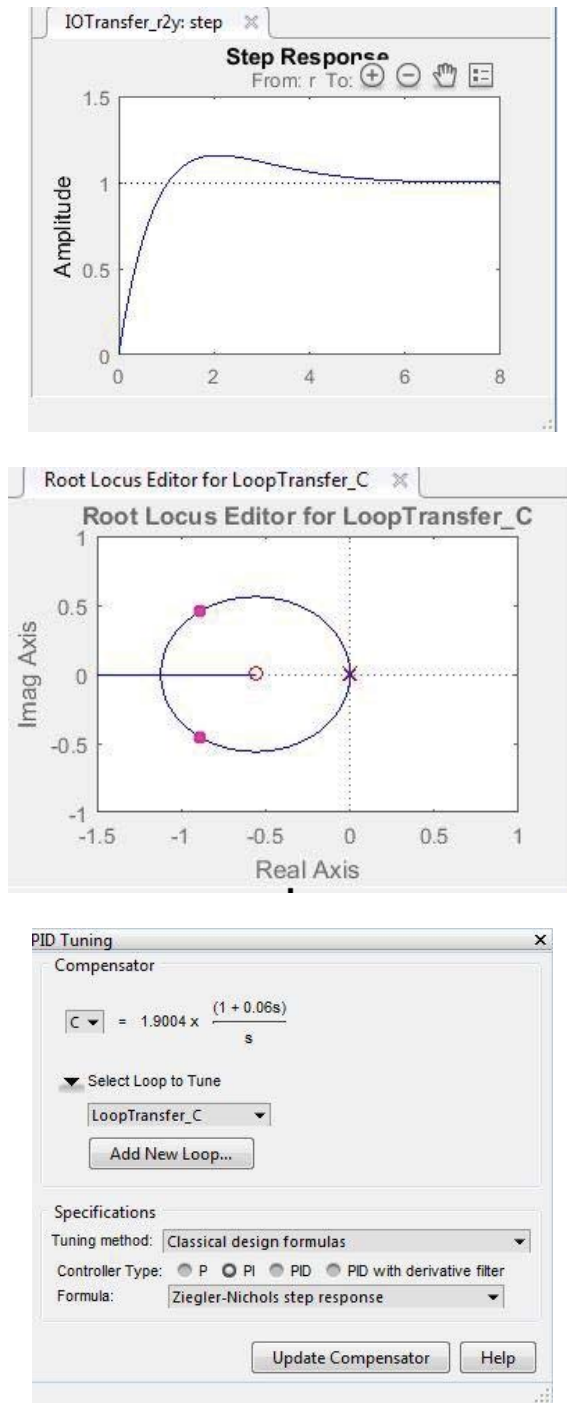 IOTransfer_r2y: step
Step Response
From: r To:
1.5
1
0.5
0
Amplitude
0 2 4 6 8
Root Locus Editor for LoopTransfer_C
Root Locus Editor for LoopTransfer_C
1
0.5
0
-0.5
-1
Imag Axis
-1.5 -1 -0.5 0 0.5 1
Real Axis
PID Tuning
Compensator
C = 1.9004 x (1 + 0.06s)
s
Select Loop to Tune
LoopTransfer_C
Add New Loop...
Specifications
Tuning method: Classical design formulas
Controller Type: P PI PID PID with derivative filter
Formula: Ziegler-Nichols step response
Update Compensator Help